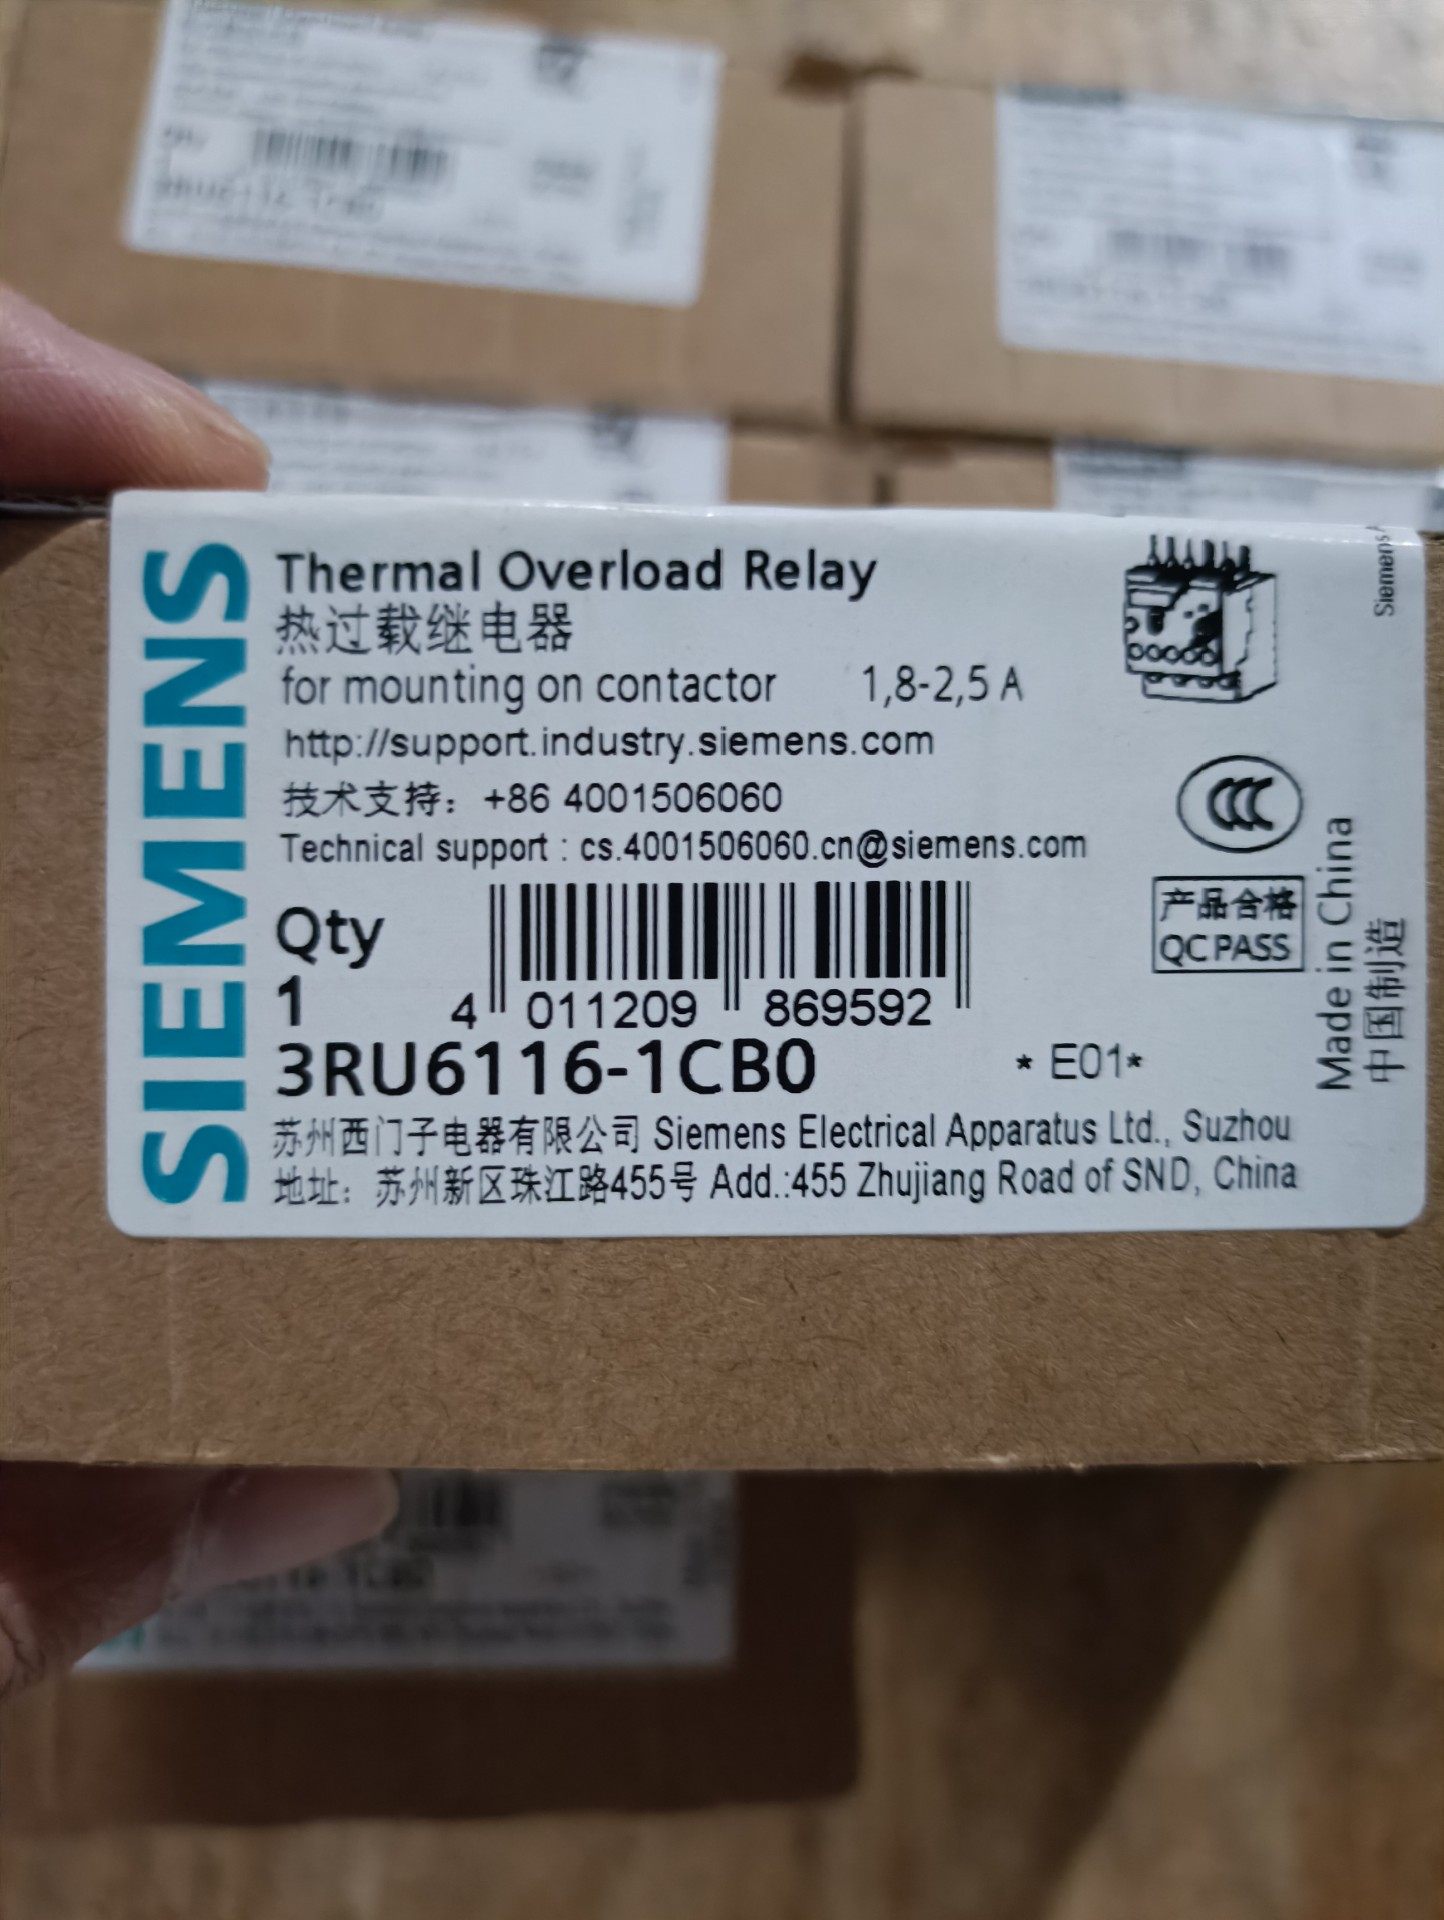 SIEMENS
Thermal Overload Relay
热过载继电器
for mounting on contactor 1,8-2,5 A
http://support.industry.siemens.com
技术支持：+86 4001506060
Technical support : cs.4001506060.cn@siemens.com
Qty
1
4 011209 869592
3RU6116-1CB0
* E01*
苏州西门子电器有限公司 Siemens Electrical Apparatus Ltd., Suzhou
地址：苏州新区珠江路455号 Add.:455 Zhujiang Road of SND, China
CCC
产品合格
QC PASS
Made in China
中国制造
Siemens